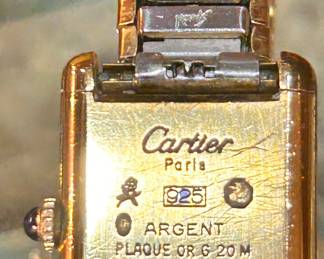 Cartier
Paris
925
ARGENT
PLAQUE OR G 20 M